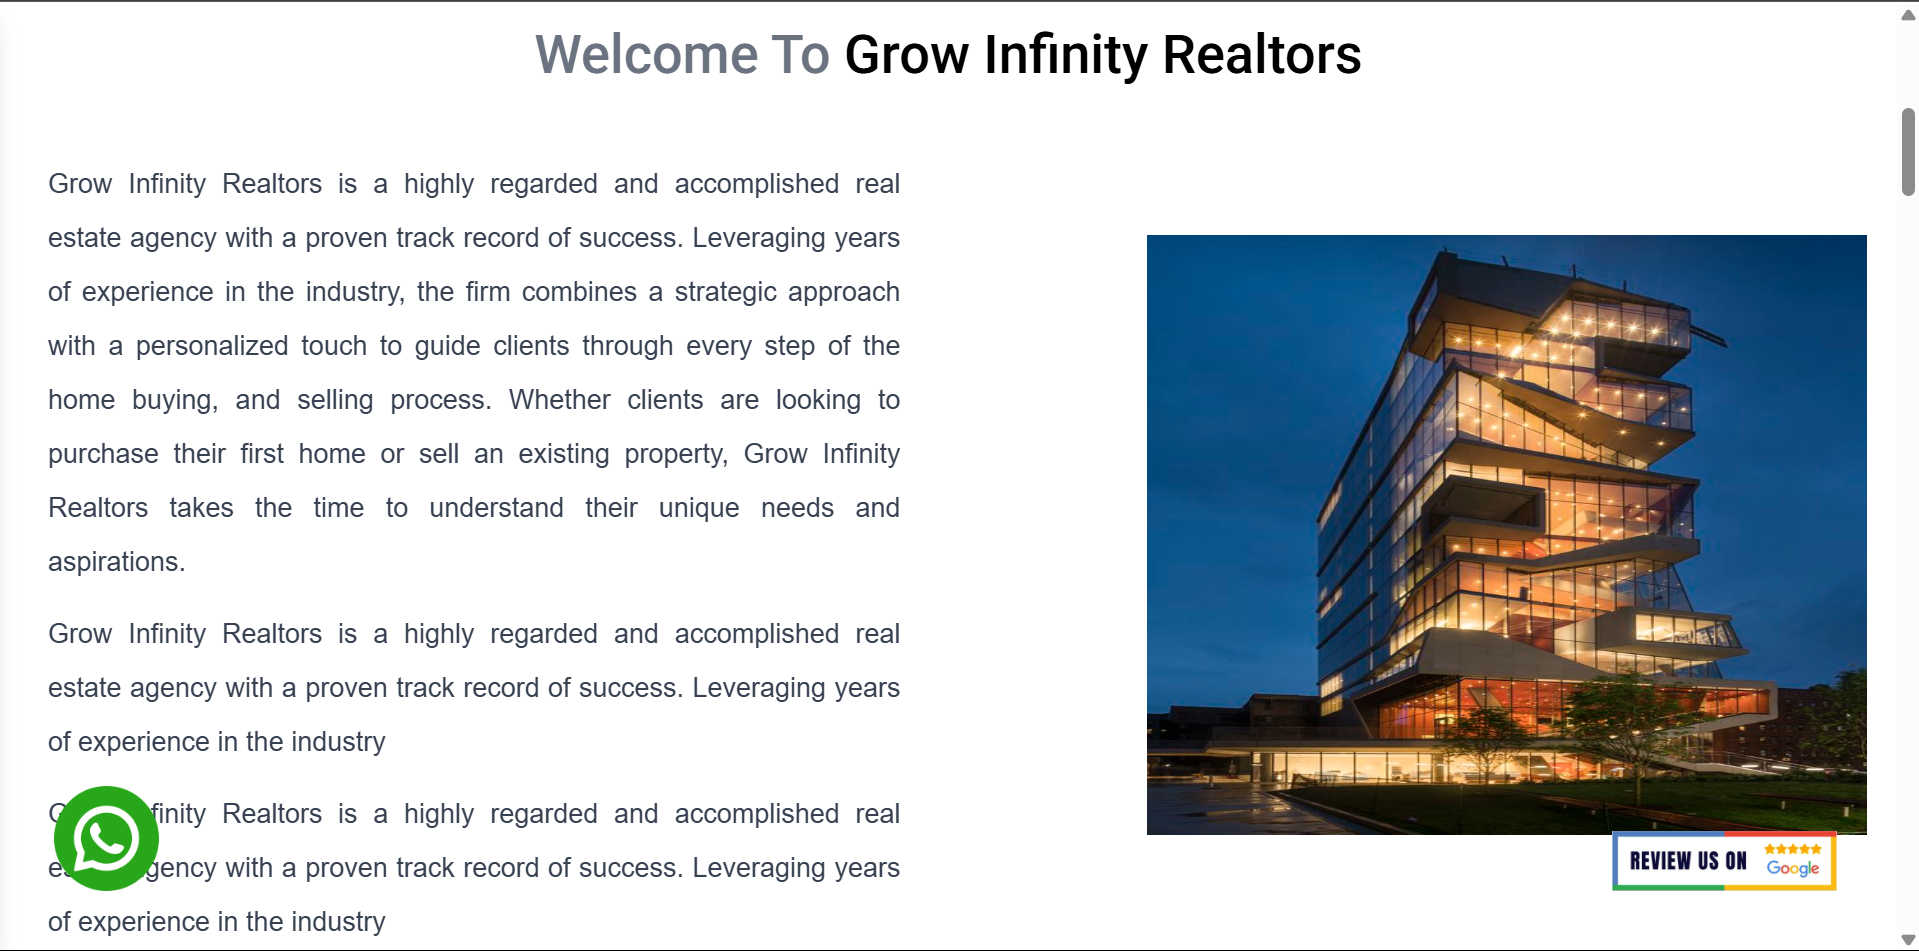 Welcome To Grow Infinity Realtors
Grow Infinity Realtors is a highly regarded and accomplished real
estate agency with a proven track record of success. Leveraging years
of experience in the industry, the firm combines a strategic approach
with a personalized touch to guide clients through every step of the
home buying, and selling process. Whether clients are looking to
purchase their first home or sell an existing property, Grow Infinity
Realtors takes the time to understand their unique needs and
aspirations.
Grow Infinity Realtors is a highly regarded and accomplished real
estate agency with a proven track record of success. Leveraging years
of experience in the industry
Realtors is a highly regarded and accomplished real
with a proven track record of success. Leveraging years
of experience in the industry
REVIEW US ON Google